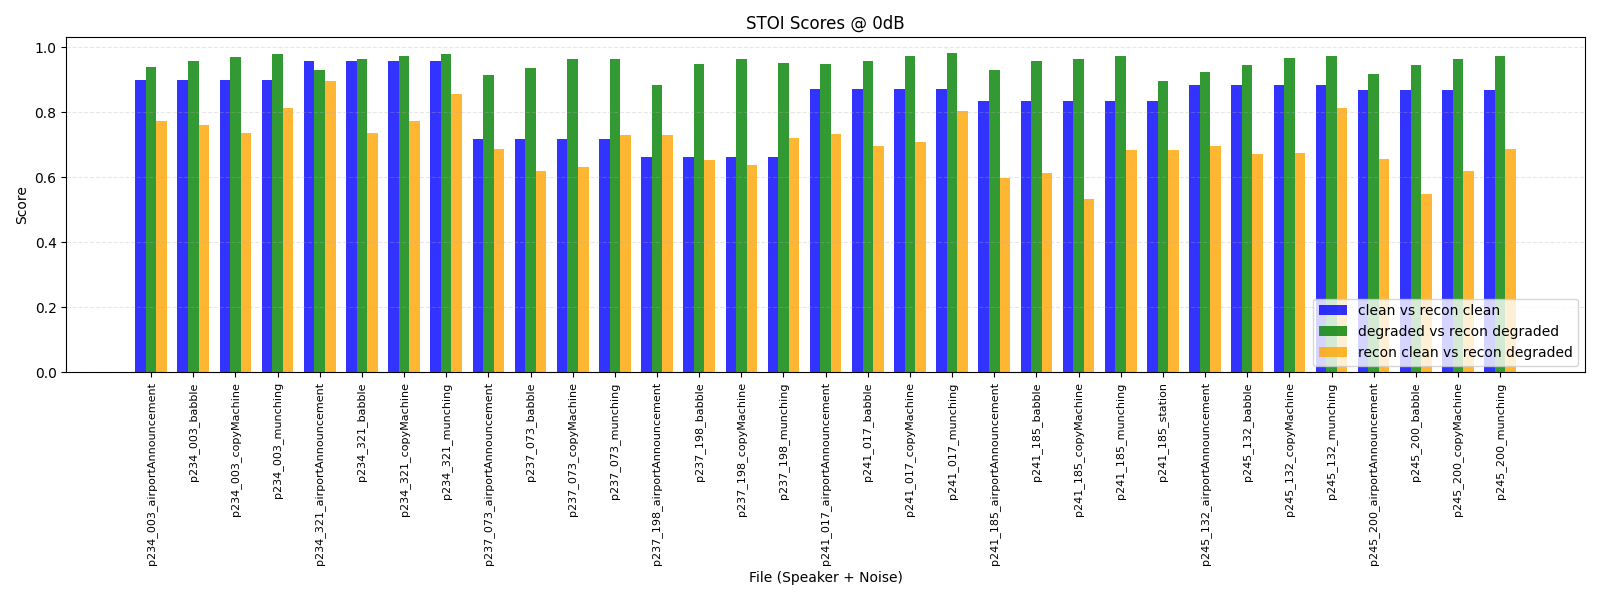 STOI Scores @ 0dB
Score
1.0
0.8
0.6
0.4
0.2
0.0
clean vs recon clean
degraded vs recon degraded
recon clean vs recon degraded
p234_003_airportAnnouncement
p234_003_babble
p234_003_copyMachine
p234_003_munching
p234_321_airportAnnouncement
p234_321_babble
p234_321_copyMachine
p234_321_munching
p237_073_airportAnnouncement
p237_073_babble
p237_073_copyMachine
p237_073_munching
p237_198_airportAnnouncement
p237_198_babble
p237_198_copyMachine
p237_198_munching
p241_017_airportAnnouncement
p241_017_babble
p241_017_copyMachine
p241_017_munching
p241_185_airportAnnouncement
p241_185_babble
p241_185_copyMachine
p241_185_munching
p241_185_station
p245_132_airportAnnouncement
p245_132_babble
p245_132_copyMachine
p245_132_munching
p245_200_airportAnnouncement
p245_200_babble
p245_200_copyMachine
p245_200_munching
File (Speaker + Noise)